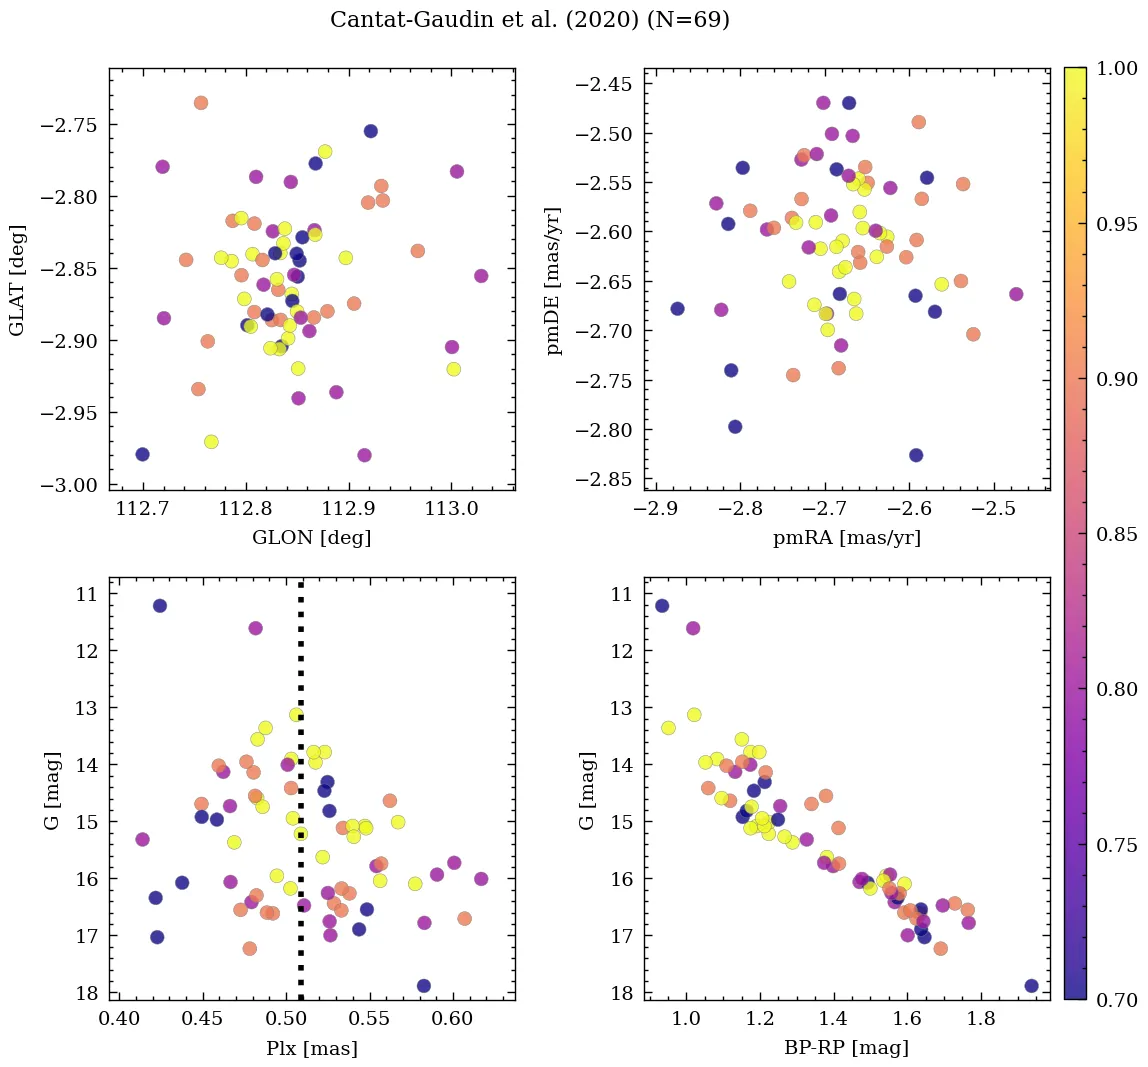 Cantat-Gaudin et al. (2020) (N=69)
GLAT [deg]
−2.75
−2.80
−2.85
−2.90
−2.95
−3.00
112.7 112.8 112.9 113.0
GLON [deg]
pmDE [mas/yr]
−2.45
−2.50
−2.55
−2.60
−2.65
−2.70
−2.75
−2.80
−2.85
−2.9 −2.8 −2.7 −2.6 −2.5
pmRA [mas/yr]
G [mag]
11
12
13
14
15
16
17
18
0.40 0.45 0.50 0.55 0.60
Plx [mas]
G [mag]
11
12
13
14
15
16
17
18
1.0 1.2 1.4 1.6 1.8
BP-RP [mag]
1.00
0.95
0.90
0.85
0.80
0.75
0.70